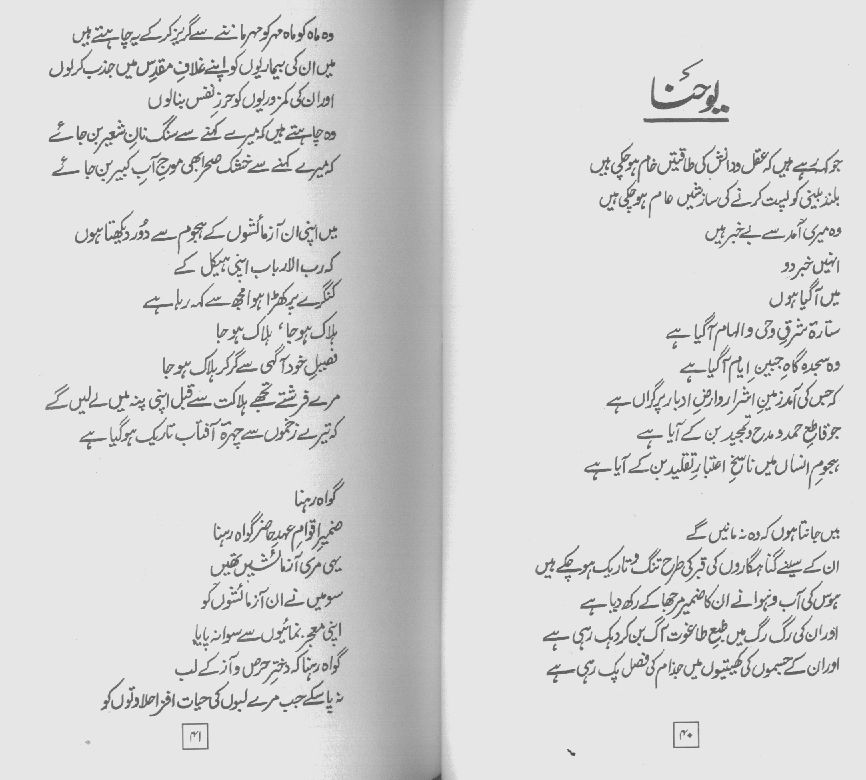 یوحنا
جو کہہ رہے ہیں کہ عقل و دانش کی طاقتیں خام ہو چکی ہیں
بلند بینی کو پست کرنے کی سازشیں عام ہو چکی ہیں
وہ میری آمد سے بے خبر ہیں
انہیں خبر دو
میں آ گیا ہوں
ستارۂ شرقِ وحی و الہام آ گیا ہے
وہ سجدہ گاہِ جبینِ ایام آ گیا ہے
کہ جس کی آمد زمینِ اشرار و ارضِ ادبار پر گراں ہے
جو قاطعِ حمد و مدح و تمجید بن کے آیا ہے
ہجومِ انساں میں ناسخِ اعتبارِ تقلید بن کے آیا ہے
میں جانتا ہوں کہ وہ نہ مانیں گے
ان کے سینے گناہگاروں کی قبر کی طرح تنگ و تاریک ہو چکے ہیں
ہوس کی آب و ہوا نے ان کا ضمیر مرجھا کے رکھ دیا ہے
اور ان کی رگ رگ میں طبعِ طاغوت آگ بن کر دہک رہی ہے
اور ان کے جسموں کی کھیتیوں میں جذام کی فصل پک رہی ہے
۴۰
وہ ماہ کو ماہ مہر کو مہر ماننے سے گریز کر کے یہ چاہتے ہیں
میں ان کی بیماریوں کو اپنے غلافِ مقدس میں جذب کر لوں
اور ان کی کمزوریوں کو حرزِ نفس بنا لوں
وہ چاہتے ہیں کہ میرے کہنے سے سنگ نانِ شعیر بن جائے
کہ میرے کہنے سے خشک صحرا بھی موجِ آبِ کبیر بن جائے
میں اپنی ان آزمائشوں کے ہجوم سے دُور دیکھتا ہوں
کہ رب الارباب اپنی ہیکل کے
کنگرے پر کھڑا ہوا مجھ سے کہہ رہا ہے
ہلاک ہو جا، ہلاک ہو جا
فصیلِ خود آگہی سے گر کر ہلاک ہو جا
مرے فرشتے تجھے ہلاکت سے قبل اپنی پنہ میں لے لیں گے
کہ تیرے زخموں سے چہرۂ آفتاب تاریک ہو گیا ہے
گواہ رہنا
ضمیرِ اقوامِ عہدِ حاضر گواہ رہنا
یہی مری آزمائشیں تھیں
سو میں نے ان آزمائشوں کو
اپنی معجز نمائیوں سے سوا نہ پایا
گواہ رہنا کہ دخترِ حرص و آز کے لب
نہ پا سکے جب مرے لبوں کی حیات افزا حلاوتوں کو
۴۱